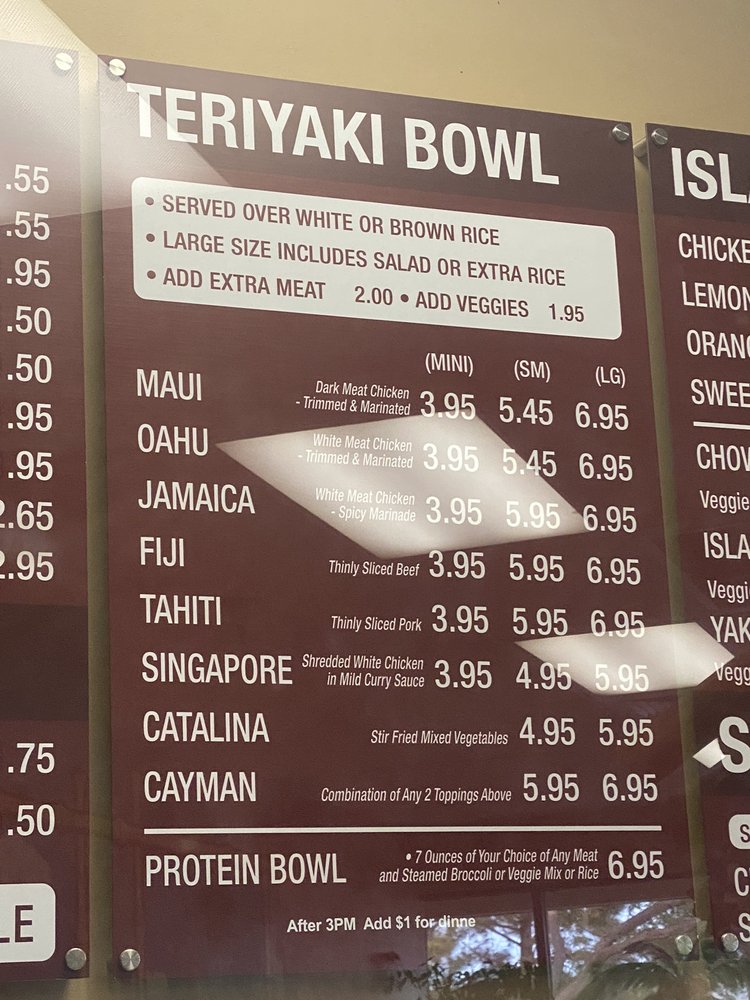 .55
.55
.95
.50
.50
.95
.95
2.65
2.95
.75
.50
LE
TERIYAKI BOWL
• SERVED OVER WHITE OR BROWN RICE
• LARGE SIZE INCLUDES SALAD OR EXTRA RICE
• ADD EXTRA MEAT 2.00 • ADD VEGGIES 1.95
(MINI) (SM) (LG)
MAUI Dark Meat Chicken
- Trimmed & Marinated 3.95 5.45 6.95
OAHU White Meat Chicken
- Trimmed & Marinated 3.95 5.45 6.95
JAMAICA White Meat Chicken
- Spicy Marinade 3.95 5.95 6.95
FIJI Thinly Sliced Beef 3.95 5.95 6.95
TAHITI Thinly Sliced Pork 3.95 5.95 6.95
SINGAPORE Shredded White Chicken
in Mild Curry Sauce 3.95 4.95 5.95
CATALINA Stir Fried Mixed Vegetables 4.95 5.95
CAYMAN Combination of Any 2 Toppings Above 5.95 6.95
PROTEIN BOWL • 7 Ounces of Your Choice of Any Meat
and Steamed Broccoli or Veggie Mix or Rice 6.95
After 3PM Add $1 for dinne
ISL
CHICKE
LEMON
ORANG
SWEE
CHOW
Veggie
ISLA
Veggi
YAK
Vegg
S
S
C
S